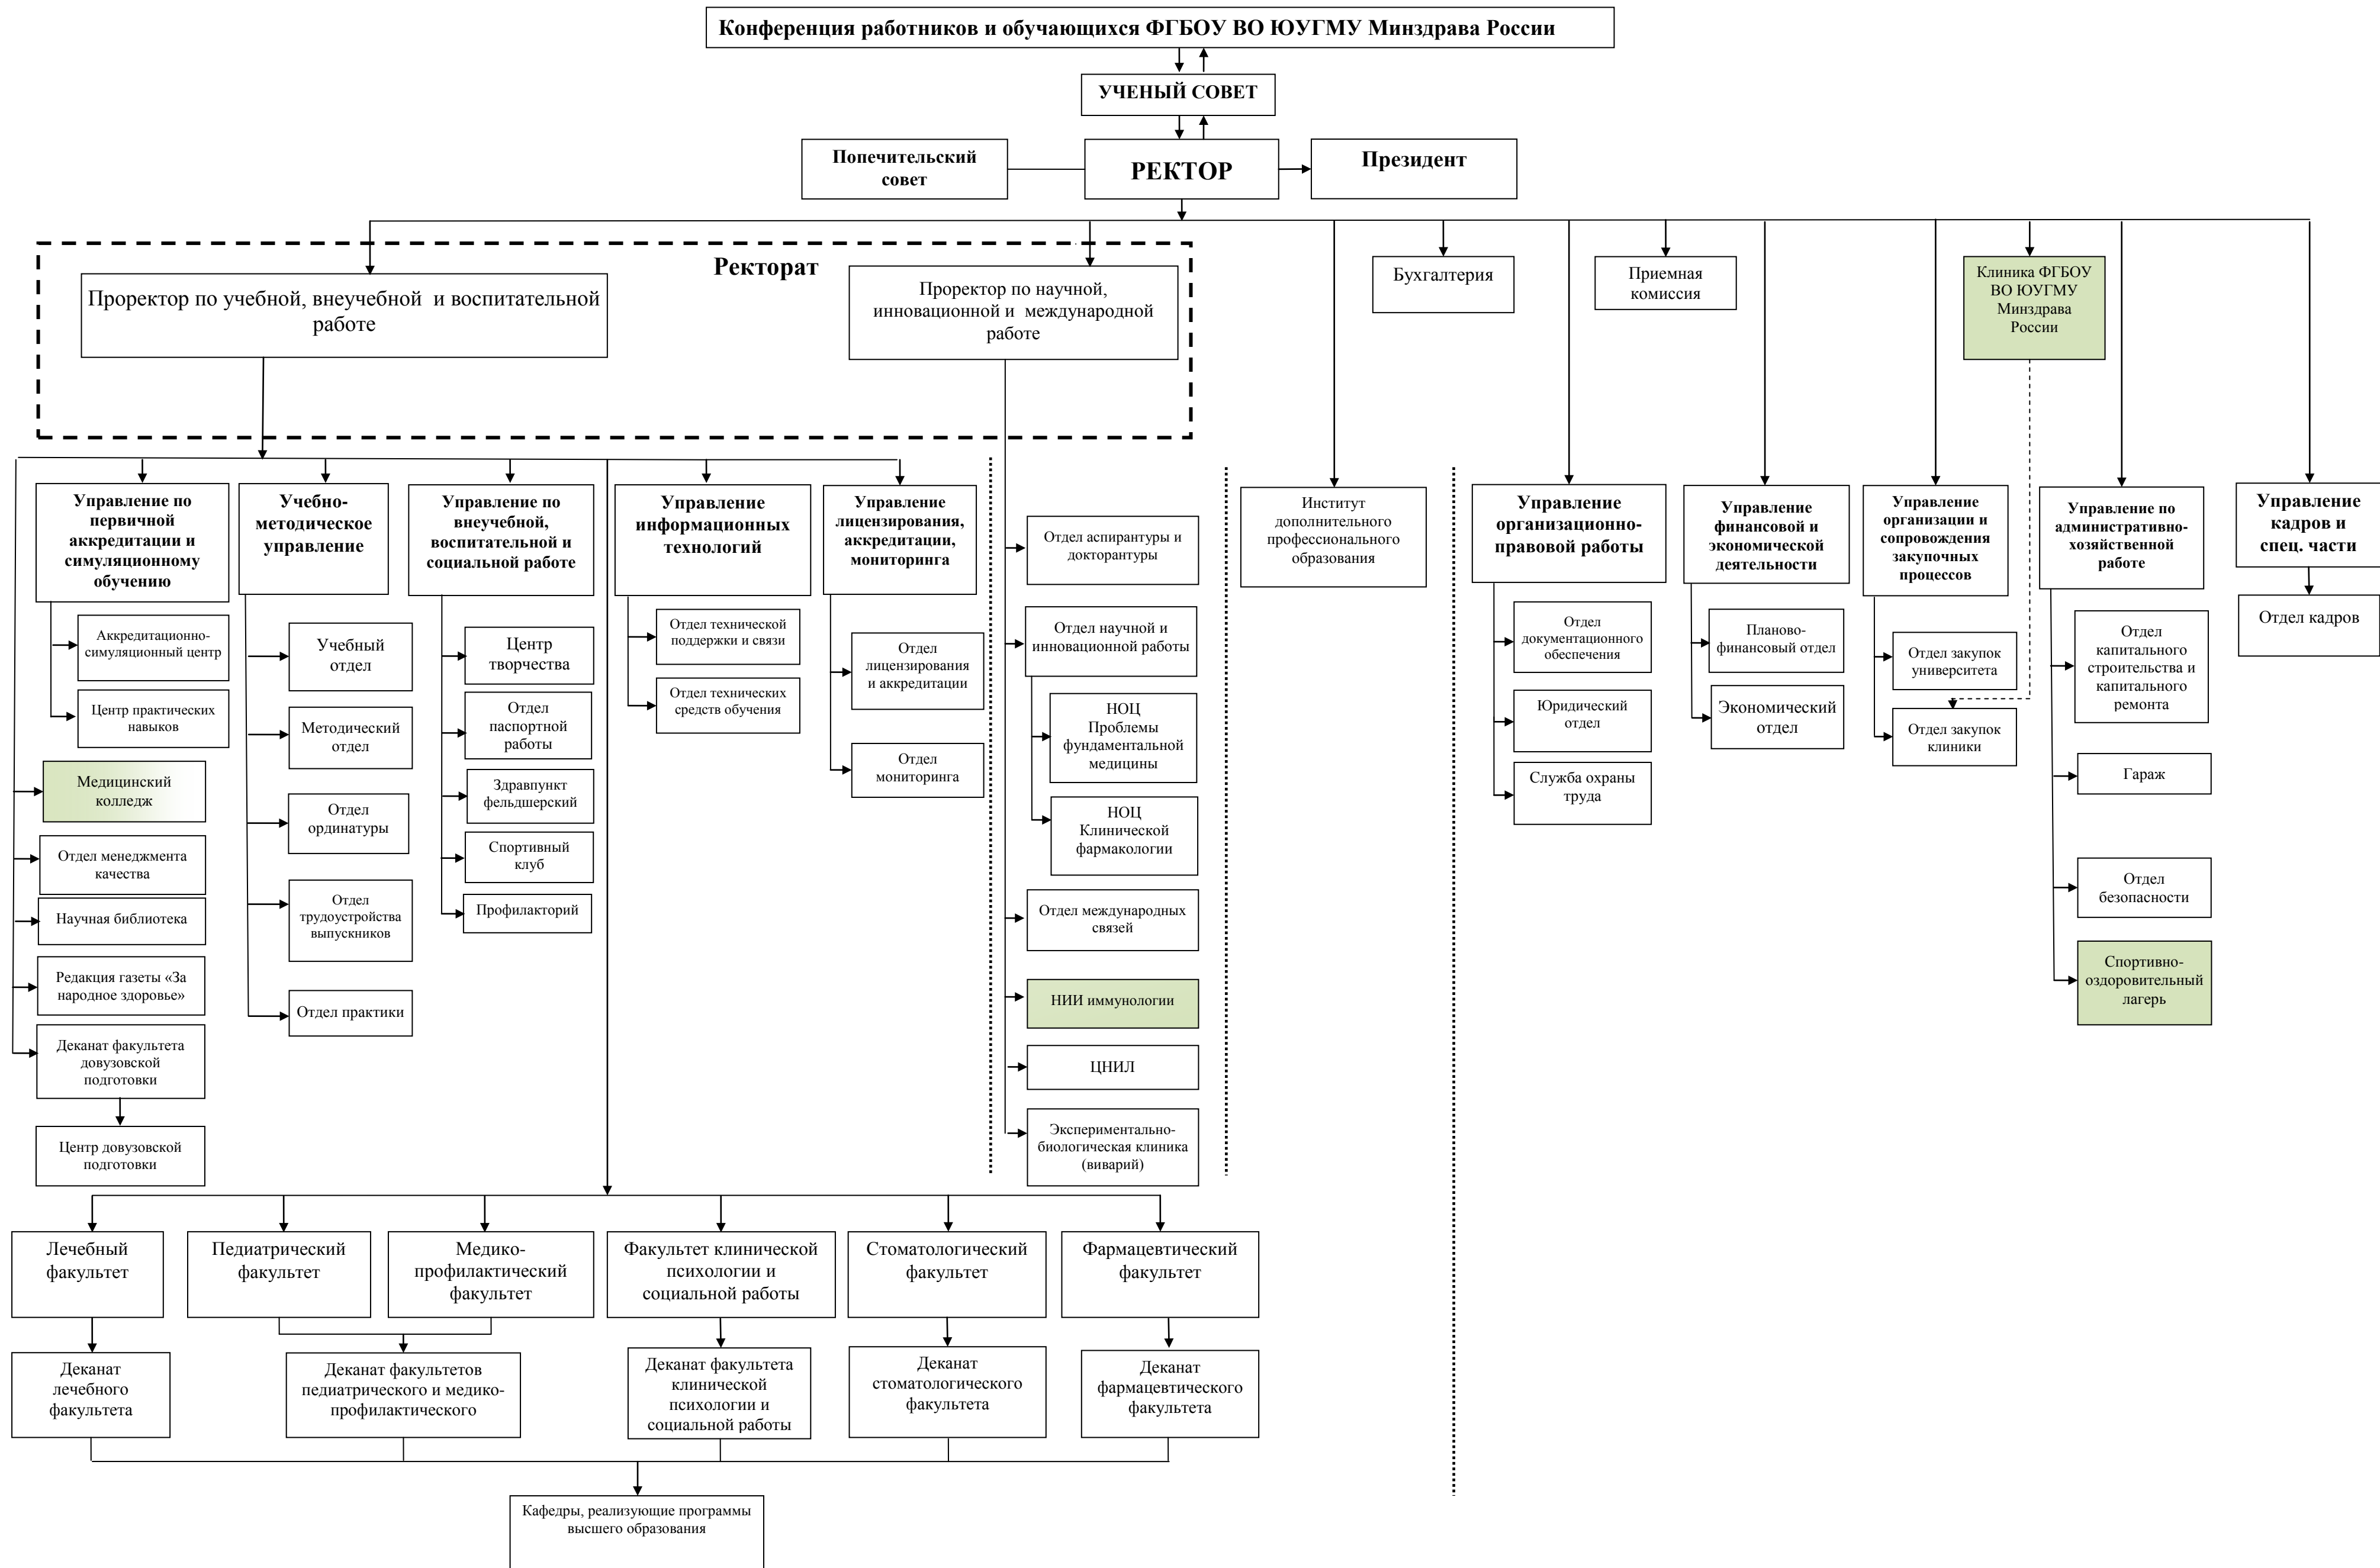 Конференция работников и обучающихся ФГБОУ ВО ЮУГМУ Минздрава России
УЧЕНЫЙ СОВЕТ
Попечительский
совет
РЕКТОР
Президент
Ректорат
Проректор по учебной, внеучебной и воспитательной
работе
Проректор по научной,
инновационной и международной
работе
Бухгалтерия
Приемная
комиссия
Клиника ФГБОУ
ВО ЮУГМУ
Минздрава
России
Управление по
первичной
аккредитации и
симуляционному
обучению
Учебно-
методическое
управление
Управление по
внеучебной,
воспитательной и
социальной работе
Управление
информационных
технологий
Управление
лицензирования,
аккредитации,
мониторинга
Институт
дополнительного
профессионального
образования
Управление
организационно-
правовой работы
Управление
финансовой и
экономической
деятельности
Управление
организации и
сопровождения
закупочных
процессов
Управление по
административно-
хозяйственной
работе
Управление
кадров и
спец. части
Аккредитационно-
симуляционный центр
Центр практических
навыков
Медицинский
колледж
Отдел менеджмента
качества
Научная библиотека
Редакция газеты «За
народное здоровье»
Деканат факультета
довузовской
подготовки
Центр довузовской
подготовки
Учебный
отдел
Методический
отдел
Отдел
ординатуры
Отдел
трудоустройства
выпускников
Отдел практики
Центр
творчества
Отдел
паспортной
работы
Здравпункт
фельдшерский
Спортивный
клуб
Профилакторий
Отдел технической
поддержки и связи
Отдел технических
средств обучения
Отдел
лицензирования
и аккредитации
Отдел
мониторинга
Отдел аспирантуры и
докторантуры
Отдел научной и
инновационной работы
НОЦ
Проблемы
фундаментальной
медицины
НОЦ
Клинической
фармакологии
Отдел международных
связей
НИИ иммунологии
ЦНИЛ
Экспериментально-
биологическая клиника
(виварий)
Отдел
документационного
обеспечения
Юридический
отдел
Служба охраны
труда
Планово-
финансовый отдел
Экономический
отдел
Отдел закупок
университета
Отдел закупок
клиники
Отдел
капитального
строительства и
капитального
ремонта
Гараж
Отдел
безопасности
Спортивно-
оздоровительный
лагерь
Отдел кадров
Лечебный
факультет
Педиатрический
факультет
Медико-
профилактический
факультет
Факультет клинической
психологии и
социальной работы
Стоматологический
факультет
Фармацевтический
факультет
Деканат
лечебного
факультета
Деканат факультетов
педиатрического и медико-
профилактического
Деканат факультета
клинической
психологии и
социальной работы
Деканат
стоматологического
факультета
Деканат
фармацевтического
факультета
Кафедры, реализующие программы
высшего образования